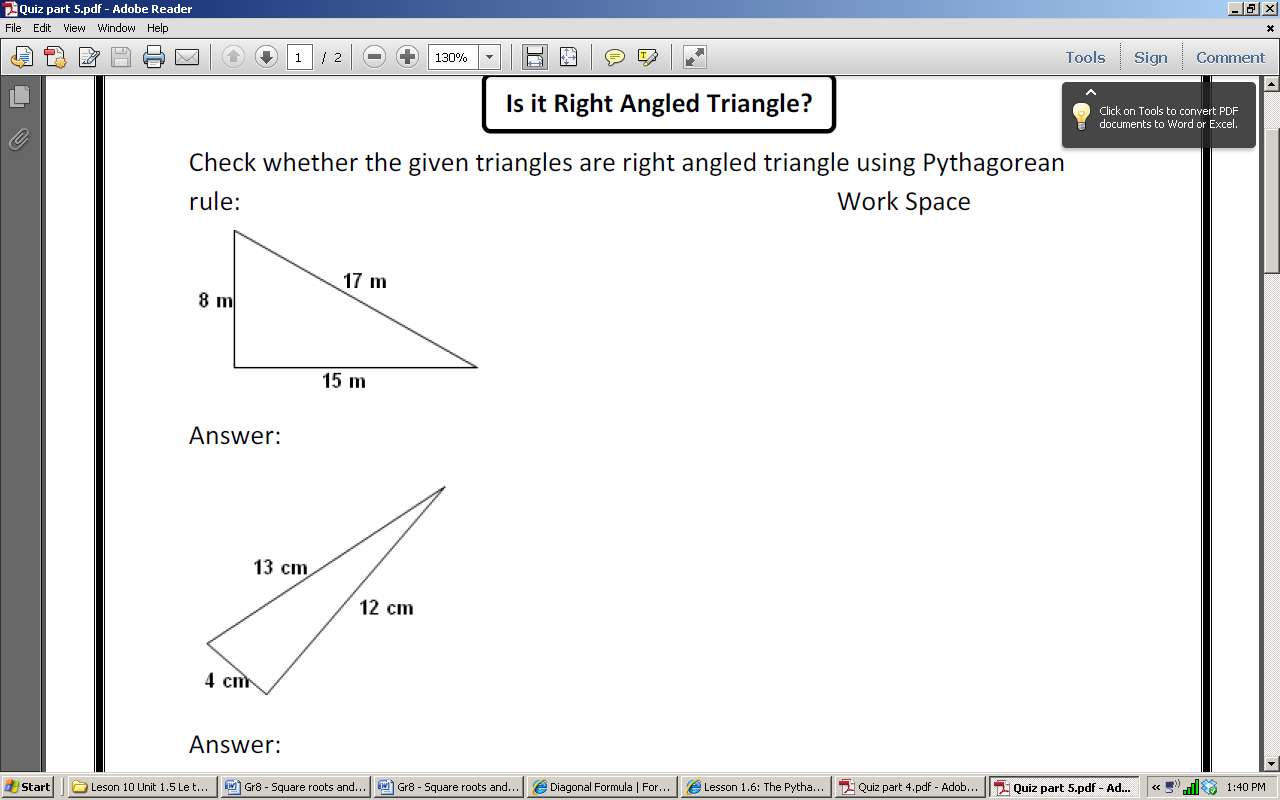 Quiz part 5.pdf - Adobe Reader
File Edit View Window Help
1 / 2 130% Tools Sign Comment
Click on Tools to convert PDF
documents to Word or Excel.
Is it Right Angled Triangle?
Check whether the given triangles are right angled triangle using Pythagorean
rule: Work Space
17 m
8 m
15 m
Answer:
13 cm
12 cm
4 cm
Answer:
Start Leson 10 Unit 1.5 Le t... Gr8 - Square roots and... Gr8 - Square roots and... Diagonal Formula | For... Lesson 1.6: The Pytha... Quiz part 4.pdf - Adob... Quiz part 5.pdf - Ad... « 1:40 PM